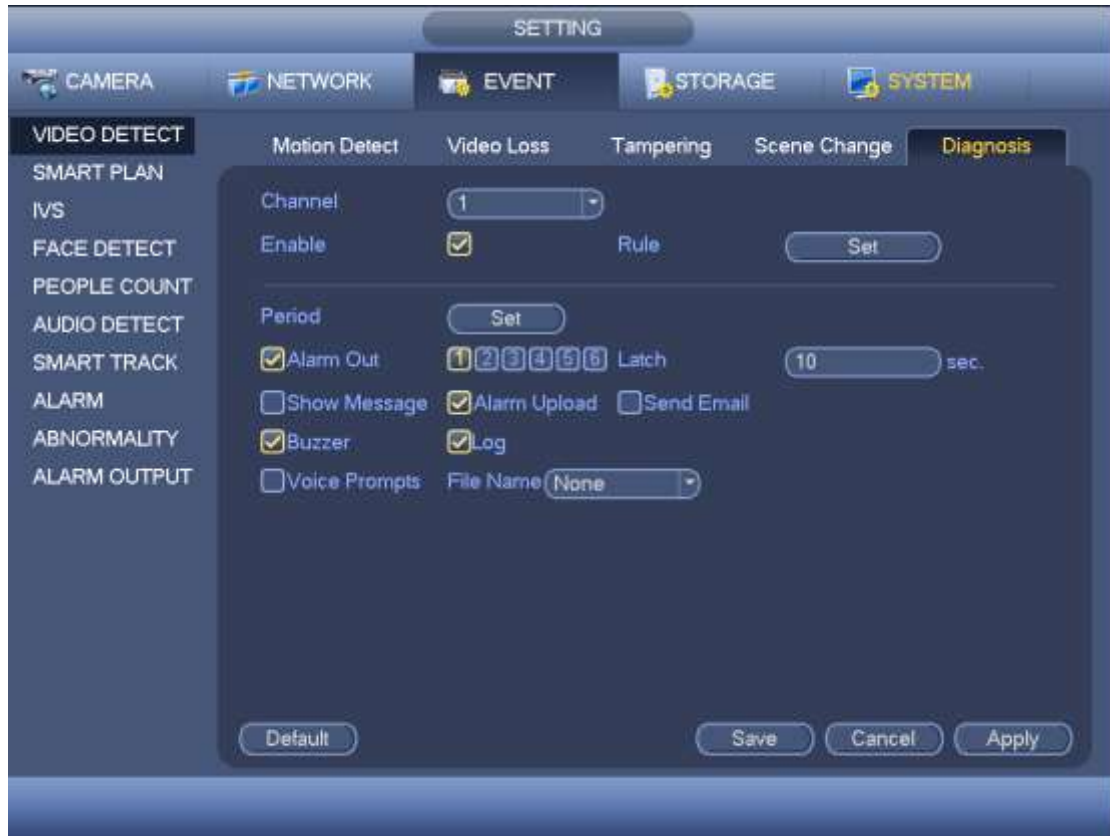 SETTING
CAMERA NETWORK EVENT STORAGE SYSTEM
VIDEO DETECT
SMART PLAN
IVS
FACE DETECT
PEOPLE COUNT
AUDIO DETECT
SMART TRACK
ALARM
ABNORMALITY
ALARM OUTPUT
Motion Detect Video Loss Tampering Scene Change Diagnosis
Channel 1
Enable Rule Set
Period Set
Alarm Out 1 2 3 4 5 6 Latch 10 sec.
Show Message Alarm Upload Send Email
Buzzer Log
Voice Prompts File Name None
Default Save Cancel Apply